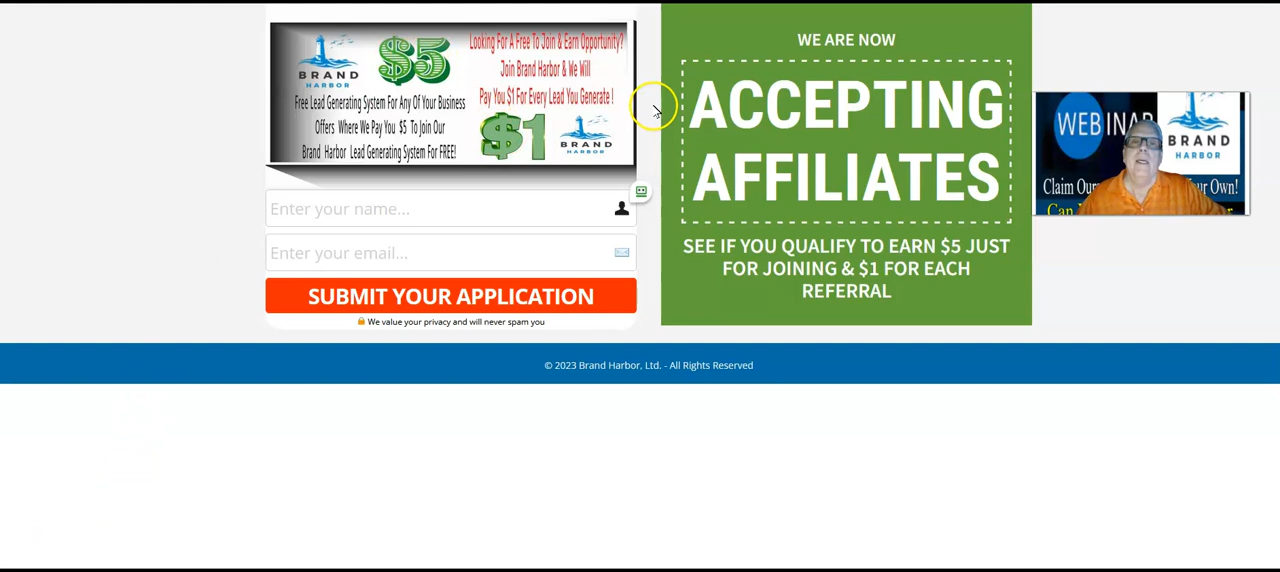 BRAND
HARBOR
$5
Looking For A Free To Join & Earn Opportunity?
Join Brand Harbor & We Will
Pay You $1 For Every Lead You Generate !
Free Lead Generating System For Any Of Your Business
Offers Where We Pay You $5 To Join Our
Brand Harbor Lead Generating System For FREE!
$1
BRAND
HARBOR
Enter your name...
Enter your email...
SUBMIT YOUR APPLICATION
We value your privacy and will never spam you
WE ARE NOW
ACCEPTING
AFFILIATES
SEE IF YOU QUALIFY TO EARN $5 JUST
FOR JOINING & $1 FOR EACH
REFERRAL
WEBINAR
BRAND
HARBOR
Claim Our
Your Own!
Can
© 2023 Brand Harbor, Ltd. - All Rights Reserved